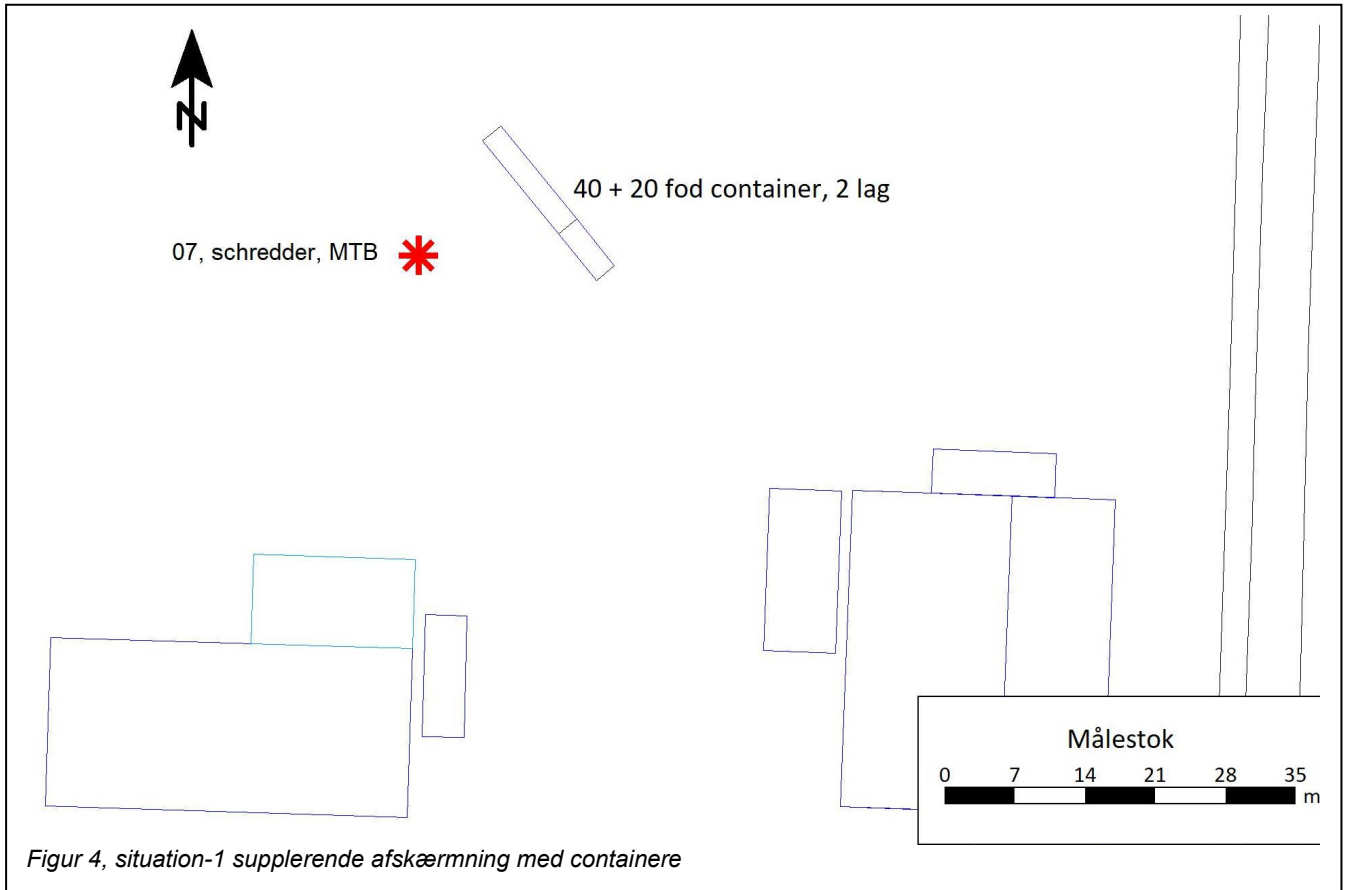 N
40 + 20 fod container, 2 lag
07, schredder, MTB
Målestok
0 7 14 21 28 35
m
Figur 4, situation-1 supplerende afskærmning med containere